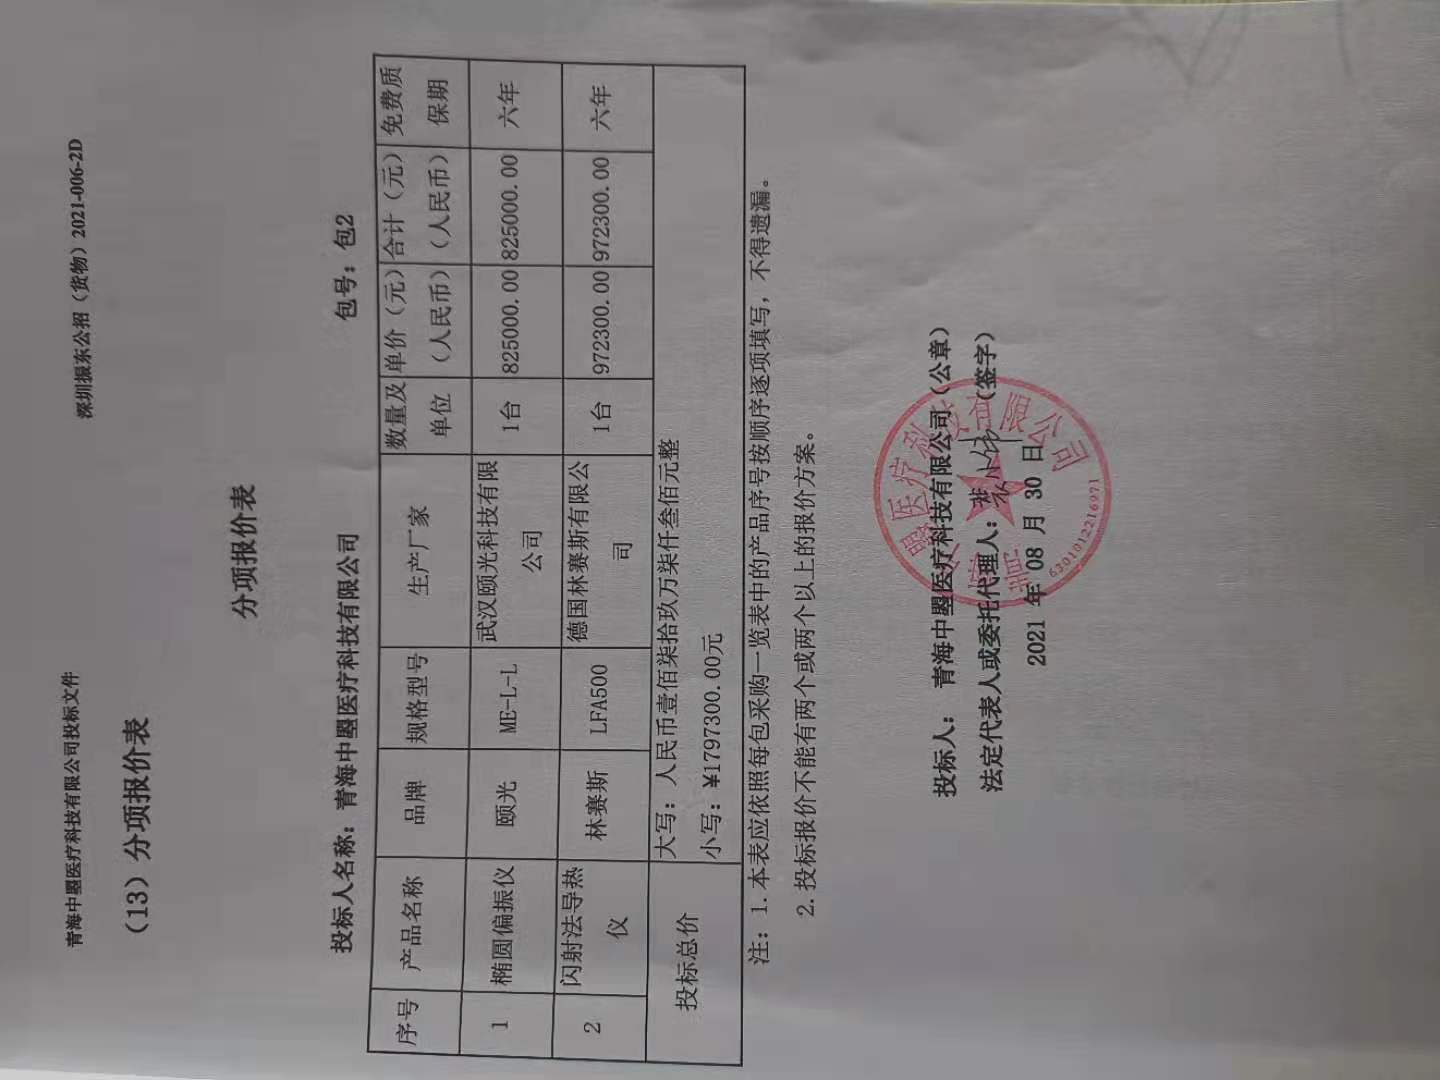 青海中曌医疗科技有限公司投标文件 深圳振东公招（货物）2021-006-2D
（13）分项报价表
分项报价表
投标人名称：青海中曌医疗科技有限公司 包号：包2
序号 产品名称 品牌 规格型号 生产厂家 数量及单位 单价（元）（人民币） 合计（元）（人民币） 免费质保期
1 椭圆偏振仪 颐光 ME-L-L 武汉颐光科技有限公司 1台 825000.00 825000.00 六年
2 闪射法导热仪 林赛斯 LFA500 德国林赛斯有限公司 1台 972300.00 972300.00 六年
投标总价 大写：人民币壹佰柒拾玖万柒仟叁佰元整
小写：¥1797300.00元
注：1.本表应依照每包采购一览表中的产品序号按顺序逐项填写，不得遗漏。
2.投标报价不能有两个或两个以上的报价方案。
投标人：青海中曌医疗科技有限公司（公章）
法定代表人或委托代理人：（签字）
2021 年 08 月 30 日
青海中曌医疗科技有限公司
6301012216971